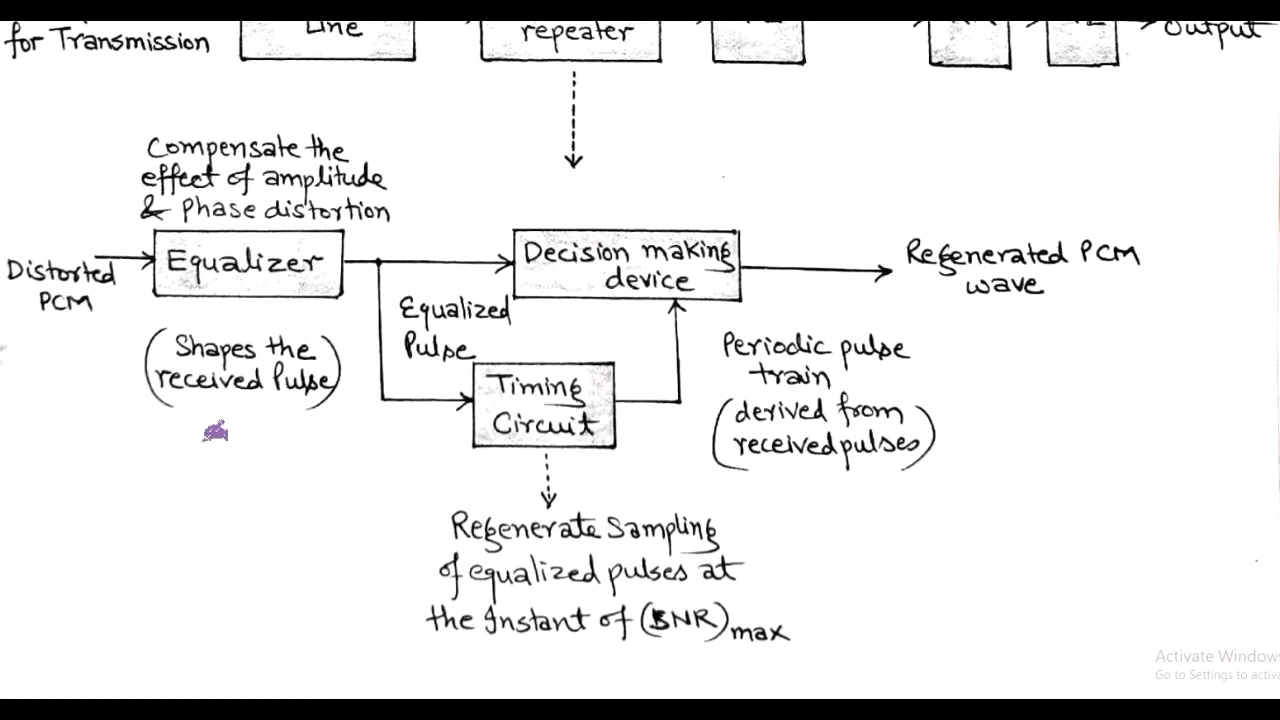 for Transmission
Line
repeater
Output
Compensate the
effect of amplitude
& phase distortion
Distorted
PCM
Equalizer
Decision making
device
Regenerated PCM
wave
(Shapes the
received Pulse)
Equalized
Pulse
Timing
Circuit
Periodic pulse
train
(derived from
received pulses)
Regenerate Sampling
of equalized pulses at
the Instant of (SNR)max
Activate Windows
Go to Settings to activa